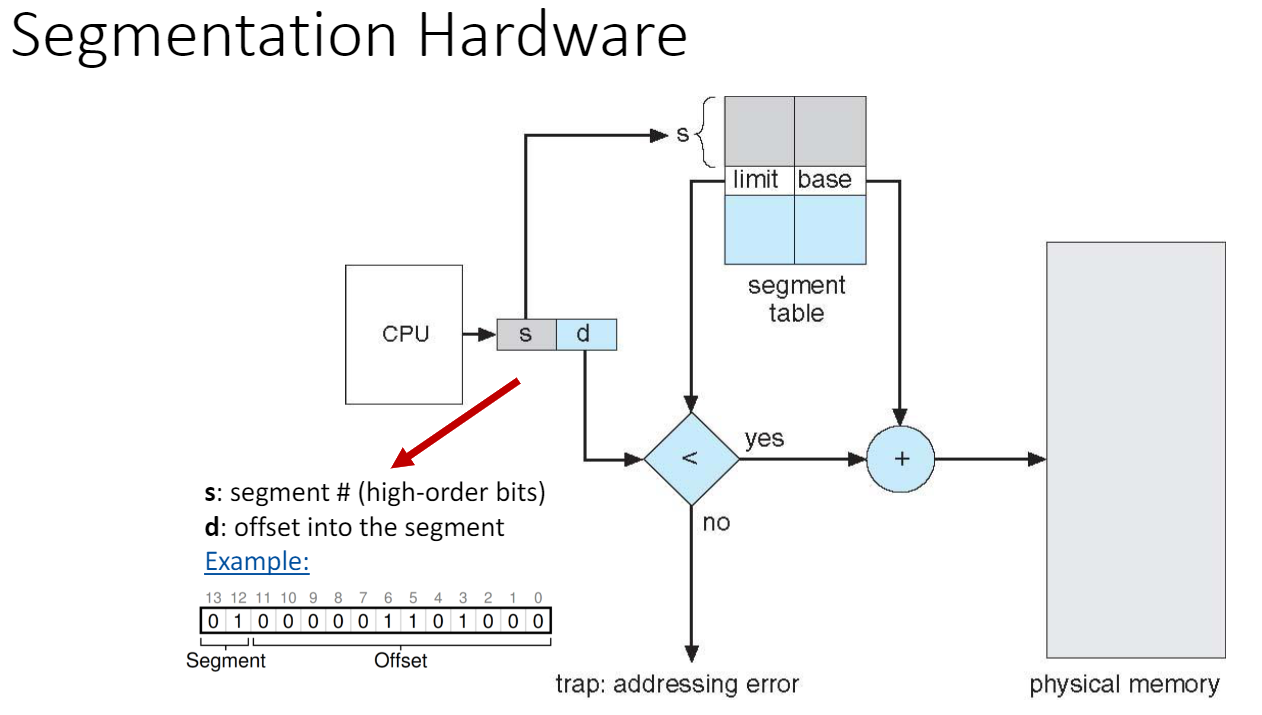 Segmentation Hardware
s
limit base
segment
table
CPU
s d
<
yes
+
no
s: segment # (high-order bits)
d: offset into the segment
Example:
13 12 11 10 9 8 7 6 5 4 3 2 1 0
0 1 0 0 0 0 0 1 1 0 1 0 0 0
Segment Offset
trap: addressing error
physical memory